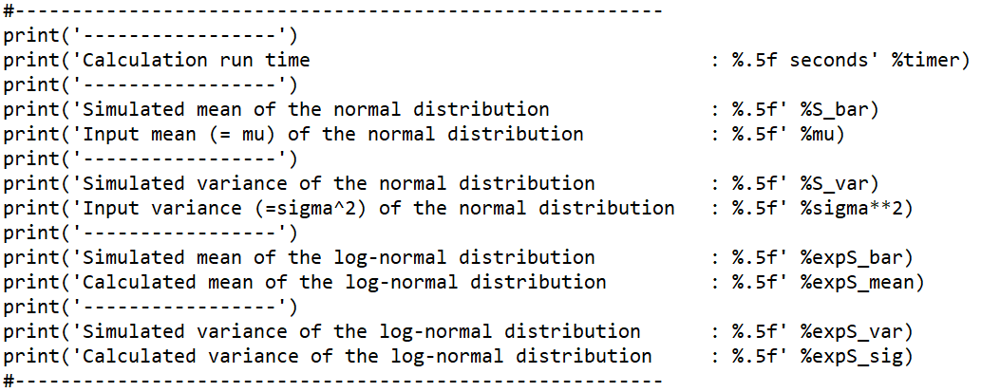 #---------------------------------------------------------
print('-----------------')
print('Calculation run time                                   : %.5f seconds' %timer)
print('-----------------')
print('Simulated mean of the normal distribution              : %.5f' %S_bar)
print('Input mean (= mu) of the normal distribution           : %.5f' %mu)
print('-----------------')
print('Simulated variance of the normal distribution          : %.5f' %S_var)
print('Input variance (=sigma^2) of the normal distribution   : %.5f' %sigma**2)
print('-----------------')
print('Simulated mean of the log-normal distribution          : %.5f' %expS_bar)
print('Calculated mean of the log-normal distribution         : %.5f' %expS_mean)
print('-----------------')
print('Simulated variance of the log-normal distribution      : %.5f' %expS_var)
print('Calculated variance of the log-normal distribution     : %.5f' %expS_sig)
#---------------------------------------------------------